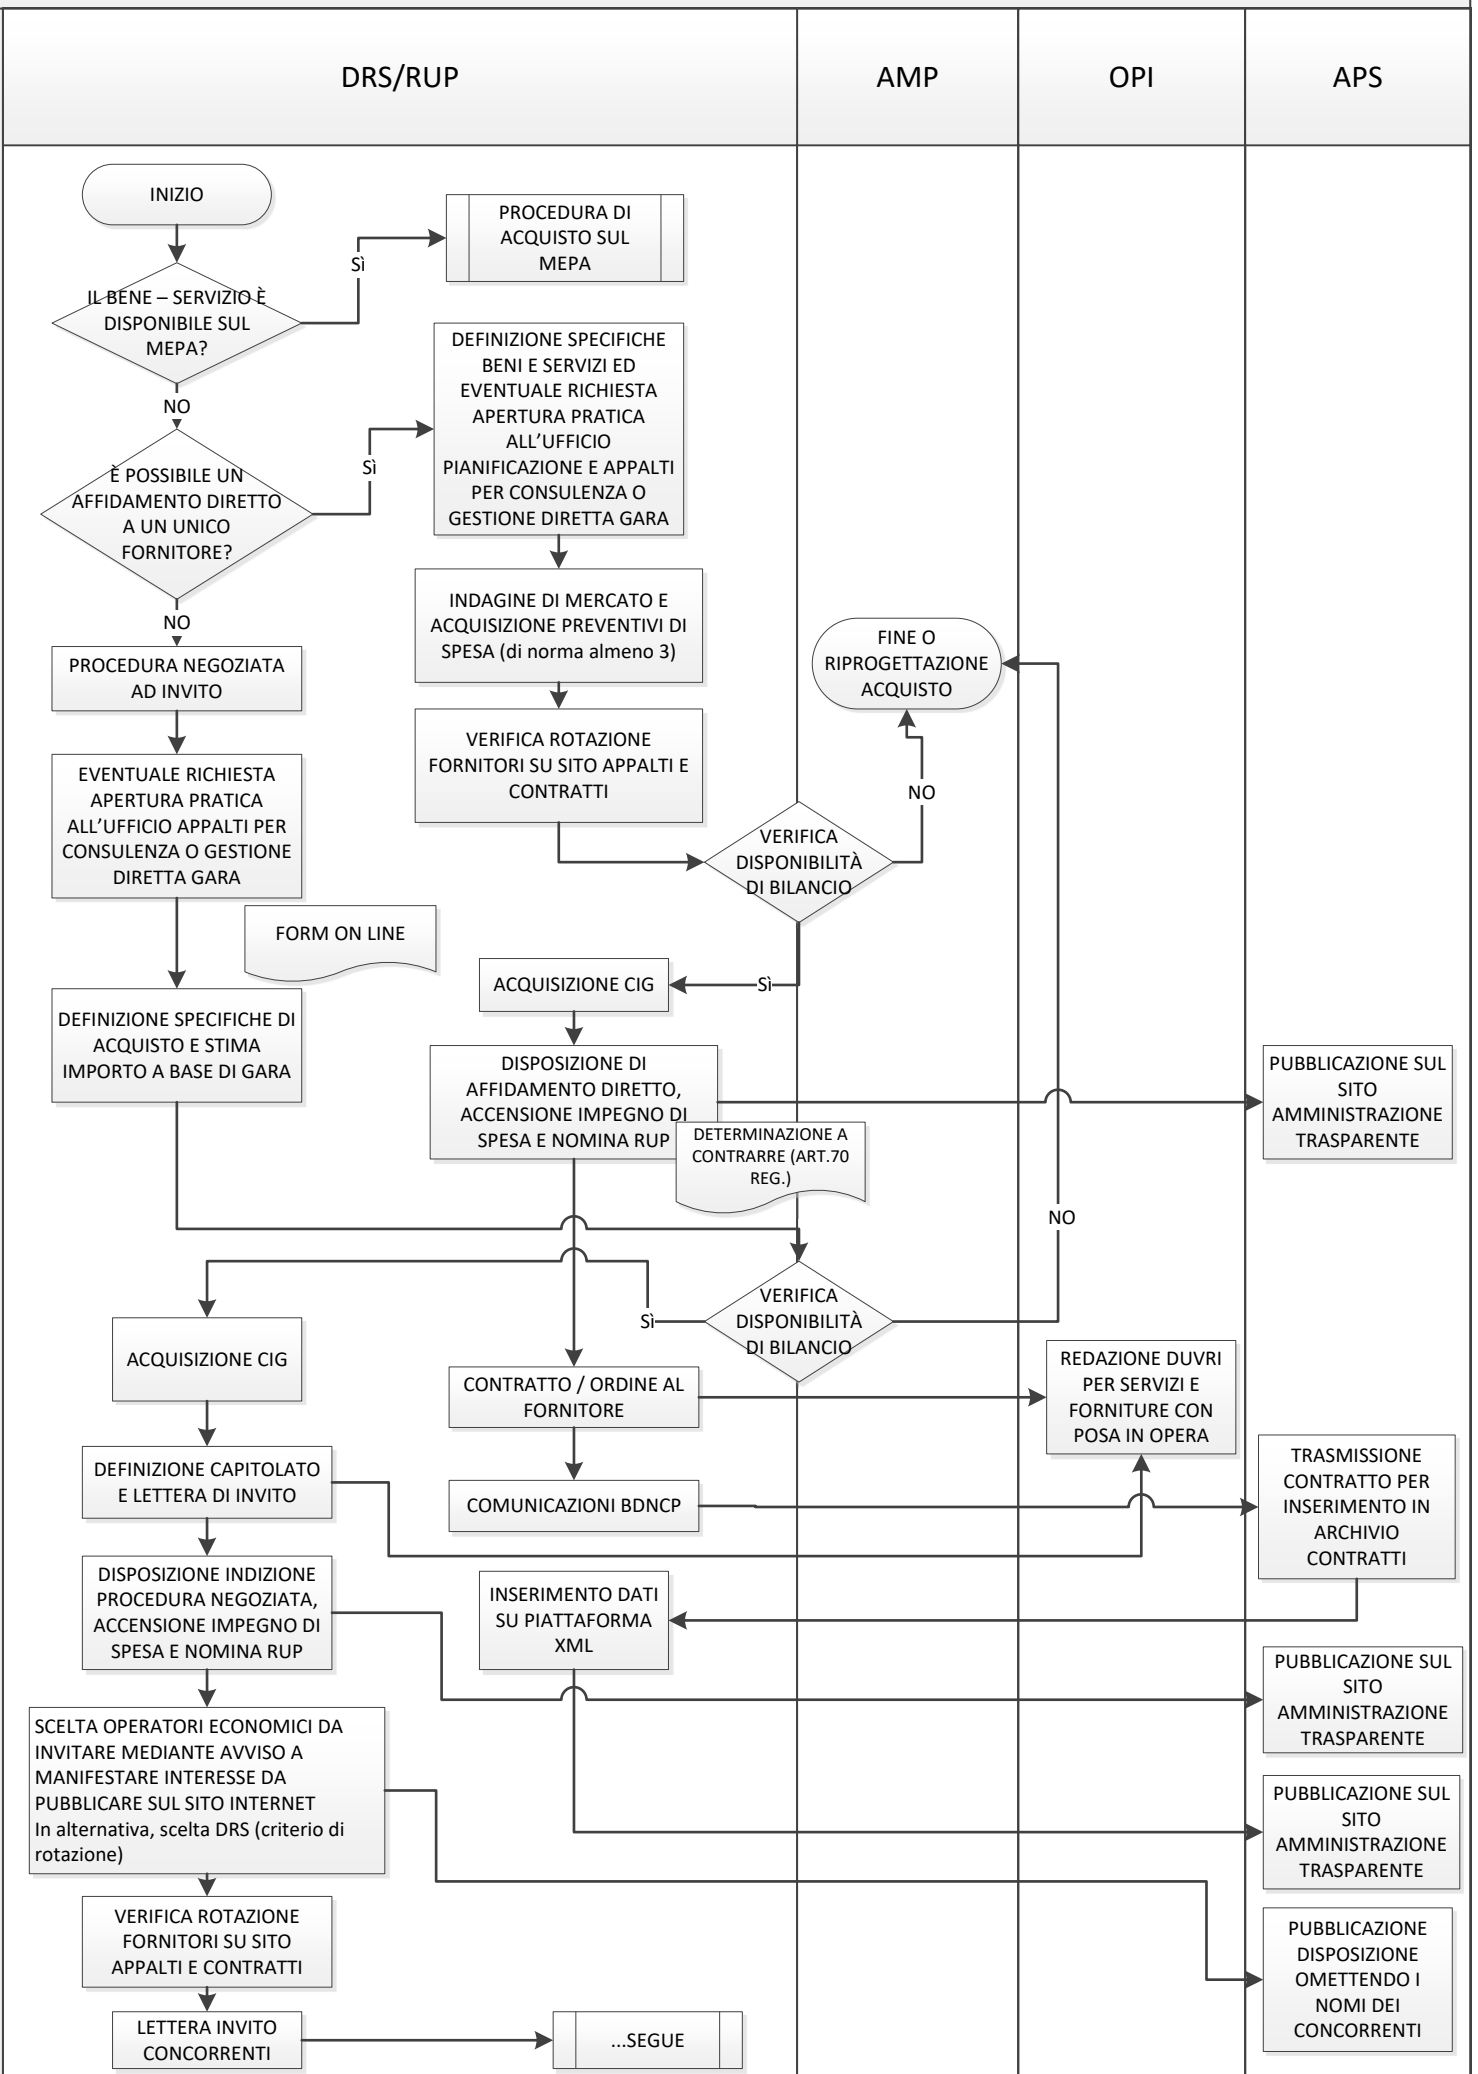 DRS/RUP
AMP
OPI
APS
INIZIO
PROCEDURA DI
ACQUISTO SUL
MEPA
Sì
IL BENE – SERVIZIO È
DISPONIBILE SUL
MEPA?
NO
DEFINIZIONE SPECIFICHE
BENI E SERVIZI ED
EVENTUALE RICHIESTA
APERTURA PRATICA
ALL'UFFICIO
PIANIFICAZIONE E APPALTI
PER CONSULENZA O
GESTIONE DIRETTA GARA
Sì
È POSSIBILE UN
AFFIDAMENTO DIRETTO
A UN UNICO
FORNITORE?
NO
INDAGINE DI MERCATO E
ACQUISIZIONE PREVENTIVI DI
SPESA (di norma almeno 3)
FINE O
RIPROGETTAZIONE
ACQUISTO
PROCEDURA NEGOZIATA
AD INVITO
VERIFICA ROTAZIONE
FORNITORI SU SITO APPALTI E
CONTRATTI
NO
EVENTUALE RICHIESTA
APERTURA PRATICA
ALL'UFFICIO APPALTI PER
CONSULENZA O GESTIONE
DIRETTA GARA
VERIFICA
DISPONIBILITÀ
DI BILANCIO
FORM ON LINE
ACQUISIZIONE CIG
Sì
DEFINIZIONE SPECIFICHE DI
ACQUISTO E STIMA
IMPORTO A BASE DI GARA
DISPOSIZIONE DI
AFFIDAMENTO DIRETTO,
ACCENSIONE IMPEGNO DI
SPESA E NOMINA RUP
PUBBLICAZIONE SUL
SITO
AMMINISTRAZIONE
TRASPARENTE
DETERMINAZIONE A
CONTRARRE (ART.70
REG.)
NO
VERIFICA
DISPONIBILITÀ
DI BILANCIO
Sì
ACQUISIZIONE CIG
CONTRATTO / ORDINE AL
FORNITORE
REDAZIONE DUVRI
PER SERVIZI E
FORNITURE CON
POSA IN OPERA
DEFINIZIONE CAPITOLATO
E LETTERA DI INVITO
COMUNICAZIONI BDNCP
TRASMISSIONE
CONTRATTO PER
INSERIMENTO IN
ARCHIVIO
CONTRATTI
DISPOSIZIONE INDIZIONE
PROCEDURA NEGOZIATA,
ACCENSIONE IMPEGNO DI
SPESA E NOMINA RUP
INSERIMENTO DATI
SU PIATTAFORMA
XML
PUBBLICAZIONE SUL
SITO
AMMINISTRAZIONE
TRASPARENTE
SCELTA OPERATORI ECONOMICI DA
INVITARE MEDIANTE AVVISO A
MANIFESTARE INTERESSE DA
PUBBLICARE SUL SITO INTERNET
In alternativa, scelta DRS (criterio di
rotazione)
PUBBLICAZIONE SUL
SITO
AMMINISTRAZIONE
TRASPARENTE
VERIFICA ROTAZIONE
FORNITORI SU SITO
APPALTI E CONTRATTI
PUBBLICAZIONE
DISPOSIZIONE
OMETTENDO I
NOMI DEI
CONCORRENTI
LETTERA INVITO
CONCORRENTI
...SEGUE